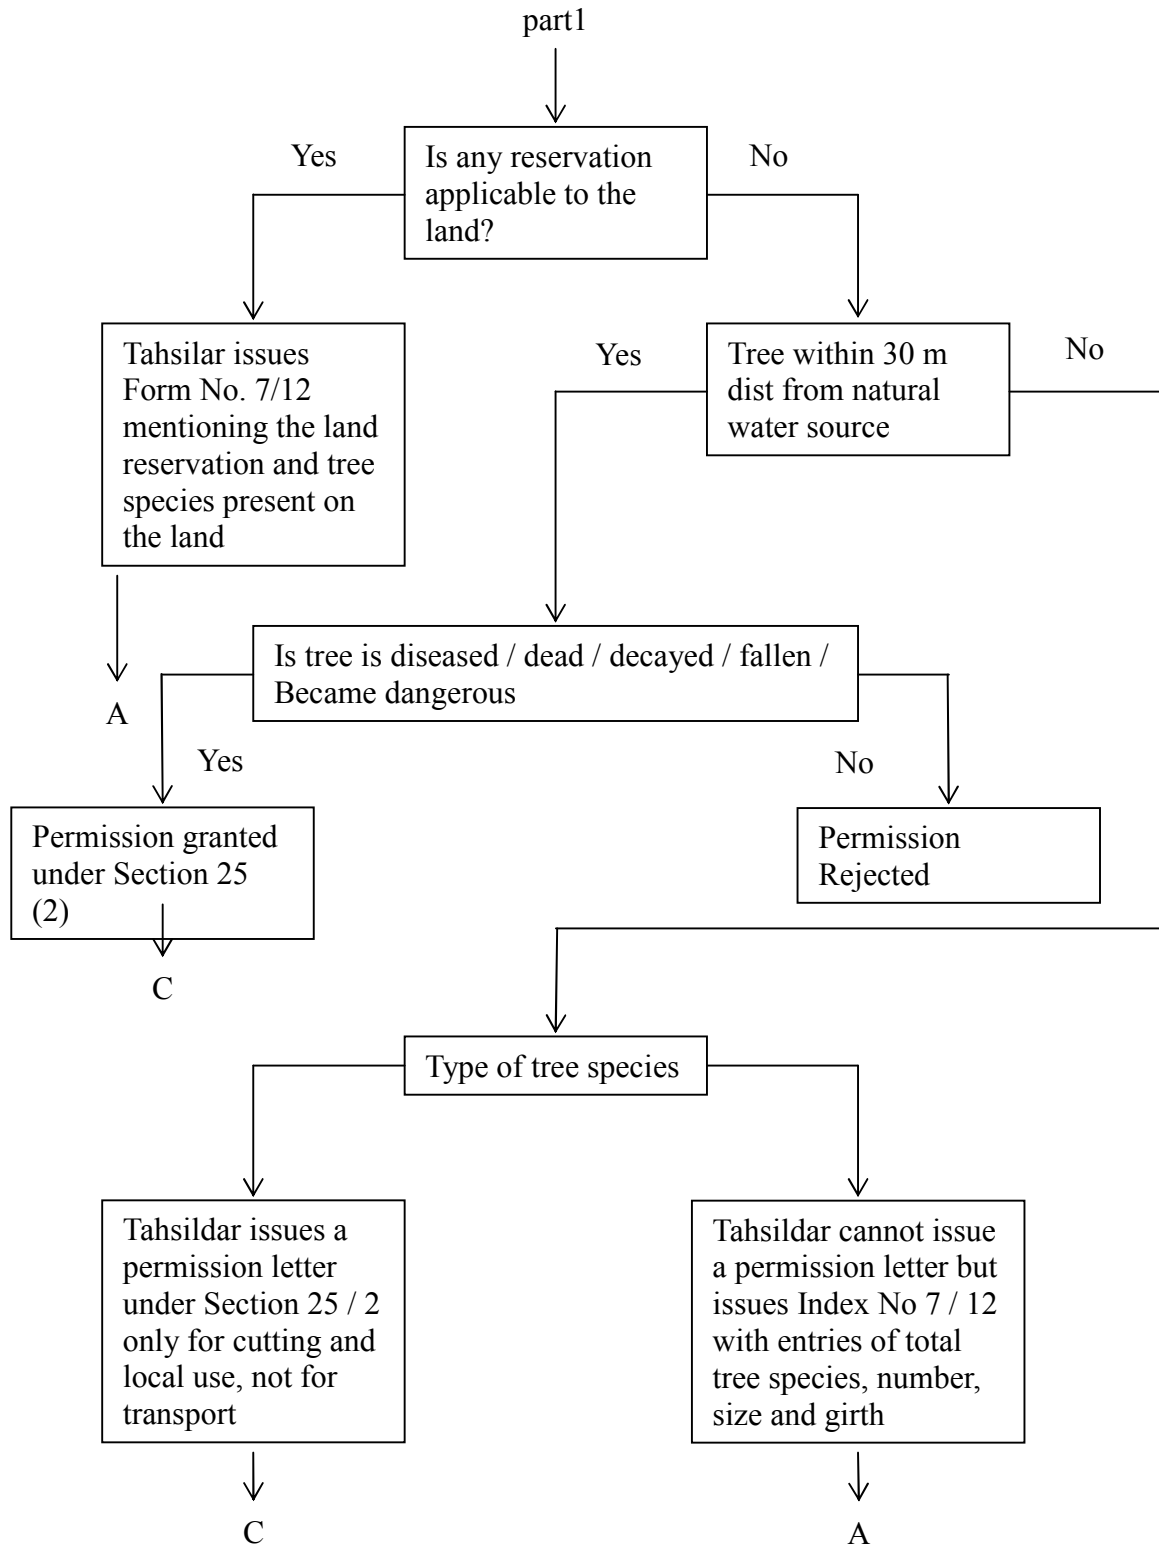 part1
Yes
Is any reservation
applicable to the
land?
No
Tahsilar issues
Form No. 7/12
mentioning the land
reservation and tree
species present on
the land
Yes
Tree within 30 m
dist from natural
water source
No
A
Is tree is diseased / dead / decayed / fallen /
Became dangerous
Yes
No
Permission granted
under Section 25
(2)
Permission
Rejected
C
Type of tree species
Tahsildar issues a
permission letter
under Section 25 / 2
only for cutting and
local use, not for
transport
Tahsildar cannot issue
a permission letter but
issues Index No 7 / 12
with entries of total
tree species, number,
size and girth
C
A